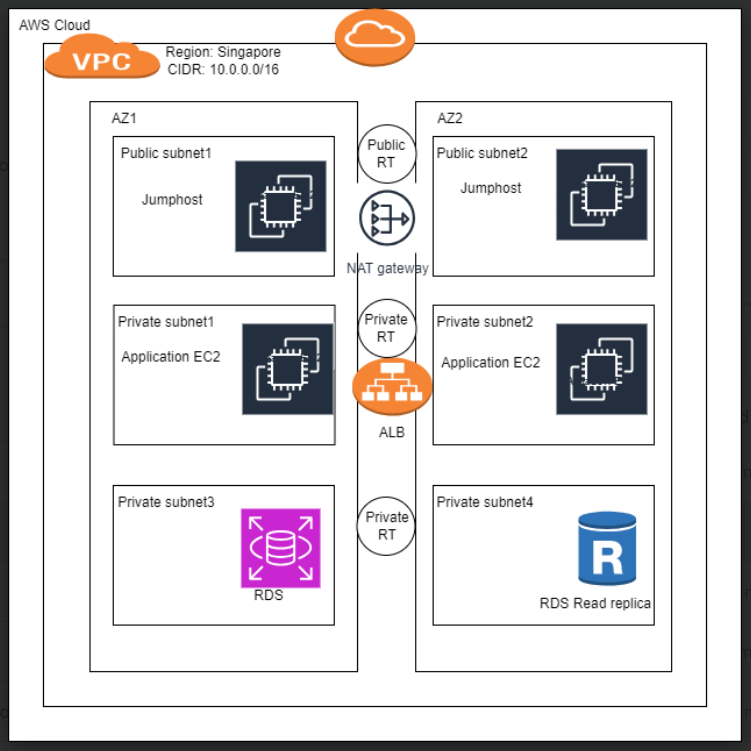 AWS Cloud
VPC
Region: Singapore
CIDR: 10.0.0.0/16
AZ1
AZ2
Public subnet1
Jumphost
Public
RT
Public subnet2
Jumphost
NAT gateway
Private subnet1
Application EC2
Private
RT
Private subnet2
Application EC2
ALB
Private subnet3
RDS
Private
RT
Private subnet4
R
RDS Read replica